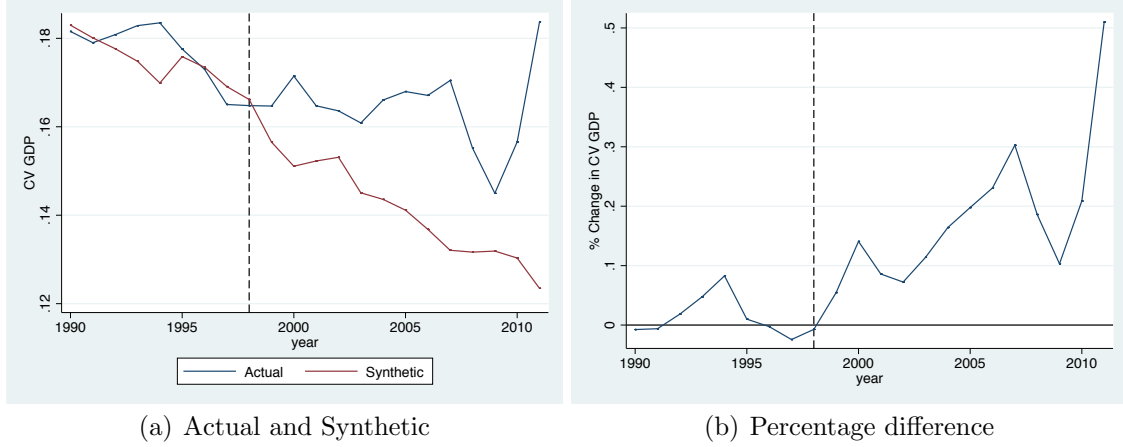 CV GDP
.18
.16
.14
.12
1990 1995 2000 2005 2010
year
Actual Synthetic
(a) Actual and Synthetic
% Change in CV GDP
.5
.4
.3
.2
.1
0
1990 1995 2000 2005 2010
year
(b) Percentage difference